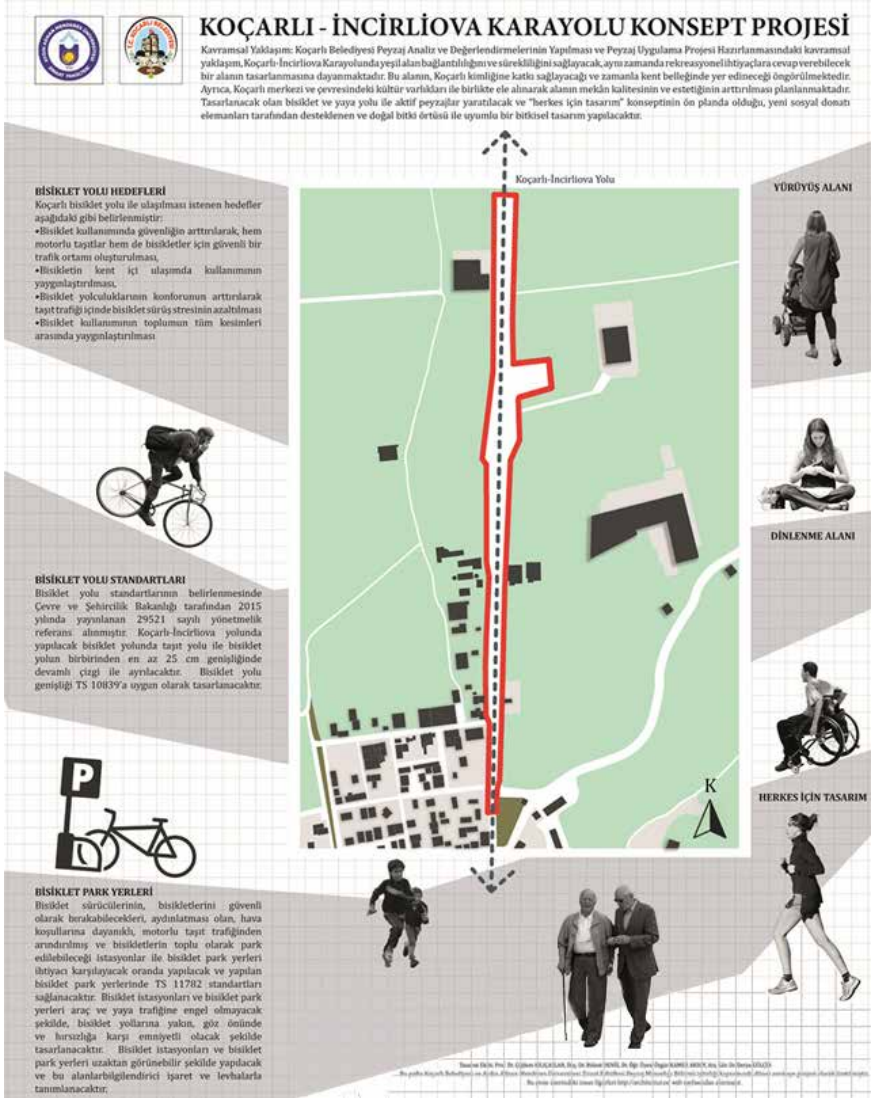 KOÇARLI - İNCİRLİOVA KARAYOLU KONSEPT PROJESİ
Kavramsal Yaklaşım: Koçarlı Belediyesi Peyzaj Analiz ve Değerlendirmelerinin Yapılması ve Peyzaj Uygulama Projesi Hazırlanmasındaki kavramsal
yaklaşım, Koçarlı-İncirliova Karayolunda yeşil alan bağlantılılığını ve sürekliliğini sağlayacak, aynı zamanda rekreasyonel ihtiyaçlara cevap verebilecek
bir alanın tasarlanmasına dayanmaktadır. Bu alanın, Koçarlı kimliğine katkı sağlayacağı ve zamanla kent belleğinde yer edineceği öngörülmektedir.
Ayrıca, Koçarlı merkezi ve çevresindeki kültür varlıkları ile birlikte ele alınarak alanın mekân kalitesinin ve estetiğinin arttırılması planlanmaktadır.
Tasarlanacak olan bisiklet ve yaya yolu ile aktif peyzajlar yaratılacak ve "herkes için tasarım" konseptinin ön planda olduğu, yeni sosyal donatı
elemanları tarafından desteklenen ve doğal bitki örtüsü ile uyumlu bir bitkisel tasarım yapılacaktır.
Koçarlı-İncirliova Yolu
BİSİKLET YOLU HEDEFLERİ
Koçarlı bisiklet yolu ile ulaşılması istenen hedefler
aşağıdaki gibi belirlenmiştir:
•Bisiklet kullanımında güvenliğin arttırılarak, hem
motorlu taşıtlar hem de bisikletler için güvenli bir
trafik ortamı oluşturulması,
•Bisikletin kent içi ulaşımda kullanımının
yaygınlaştırılması,
•Bisiklet yolculuklarının konforunun arttırılarak
taşıt trafiği içinde bisiklet sürüş stresinin azaltılması
•Bisiklet kullanımının toplumun tüm kesimleri
arasında yaygınlaştırılması
BİSİKLET YOLU STANDARTLARI
Bisiklet yolu standartlarının belirlenmesinde
Çevre ve Şehircilik Bakanlığı tarafından 2015
yılında yayınlanan 29521 sayılı yönetmelik
referans alınmıştır. Koçarlı-İncirliova yolunda
yapılacak bisiklet yolunda taşıt yolu ile bisiklet
yolun birbirinden en az 25 cm genişliğinde
devamlı çizgi ile ayrılacaktır. Bisiklet yolu
genişliği TS 10839'a uygun olarak tasarlanacaktır.
P
BİSİKLET PARK YERLERİ
Bisiklet sürücülerinin, bisikletlerini güvenli
olarak bırakabilecekleri, aydınlatması olan, hava
koşullarına dayanıklı, motorlu taşıt trafiğinden
arındırılmış ve bisikletlerin toplu olarak park
edilebileceği istasyonlar ile bisiklet park yerleri
ihtiyacı karşılayacak oranda yapılacak ve yapılan
bisiklet park yerlerinde TS 11782 standartları
sağlanacaktır. Bisiklet istasyonları ve bisiklet park
yerleri araç ve yaya trafiğine engel olmayacak
şekilde, bisiklet yollarına yakın, göz önünde
ve hırsızlığa karşı emniyetli olacak şekilde
tasarlanacaktır. Bisiklet istasyonları ve bisiklet
park yerleri uzaktan görünebilir şekilde yapılacak
ve bu alanlarbilgilendirici işaret ve levhalarla
tanımlanacaktır.
YÜRÜYÜŞ ALANI
DİNLENME ALANI
HERKES İÇİN TASARIM
K